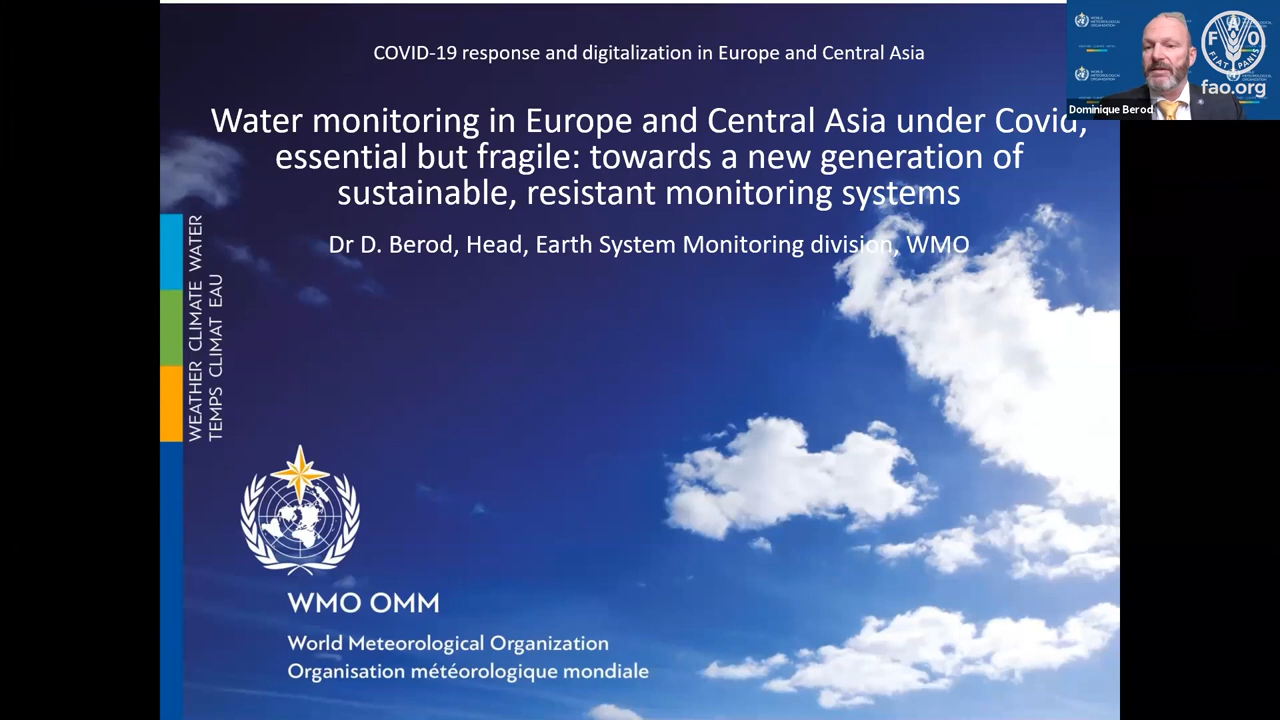 COVID-19 response and digitalization in Europe and Central Asia
Water monitoring in Europe and Central Asia under Covid,
essential but fragile: towards a new generation of
sustainable, resistant monitoring systems
Dr D. Berod, Head, Earth System Monitoring division, WMO
WEATHER CLIMATE WATER
TEMPS CLIMAT EAU
WMO OMM
World Meteorological Organization
Organisation météorologique mondiale
FAO
FIAT PANIS
fao.org
Dominique Berod